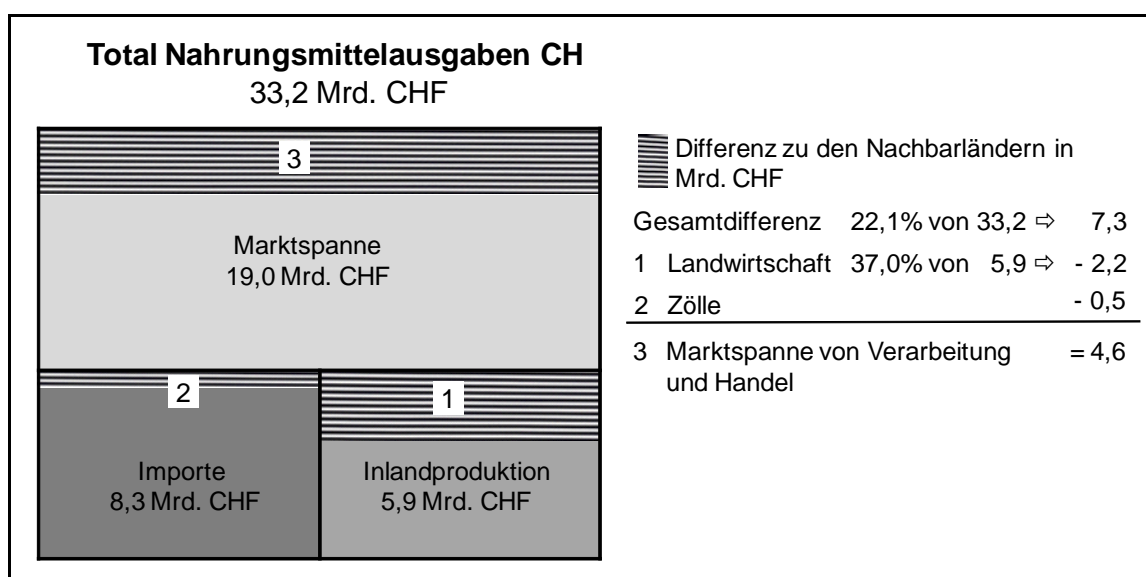 Total Nahrungsmittelausgaben CH
33,2 Mrd. CHF
3
Marktspanne
19,0 Mrd. CHF
2
1
Importe
8,3 Mrd. CHF
Inlandproduktion
5,9 Mrd. CHF
Differenz zu den Nachbarländern in
Mrd. CHF
Gesamtdifferenz 22,1% von 33,2 ⇨ 7,3
1 Landwirtschaft 37,0% von 5,9 ⇨ - 2,2
2 Zölle - 0,5
3 Marktspanne von Verarbeitung = 4,6
und Handel